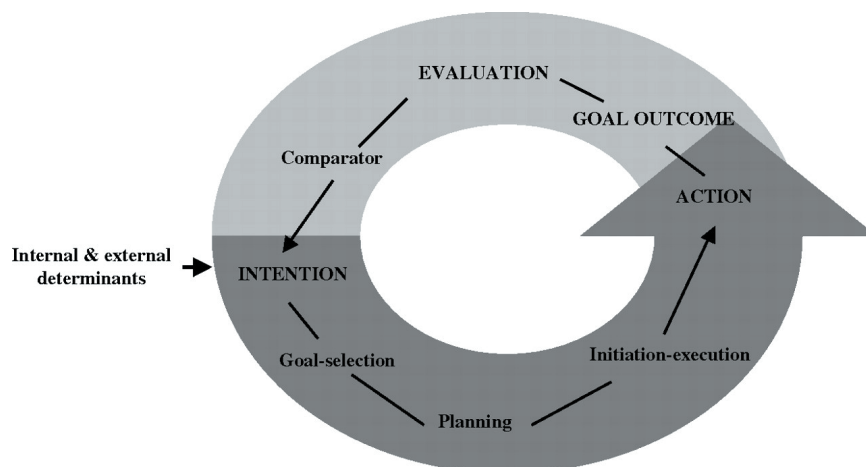 EVALUATION
GOAL OUTCOME
Comparator
ACTION
Internal & external
determinants
INTENTION
Goal-selection
Initiation-execution
Planning